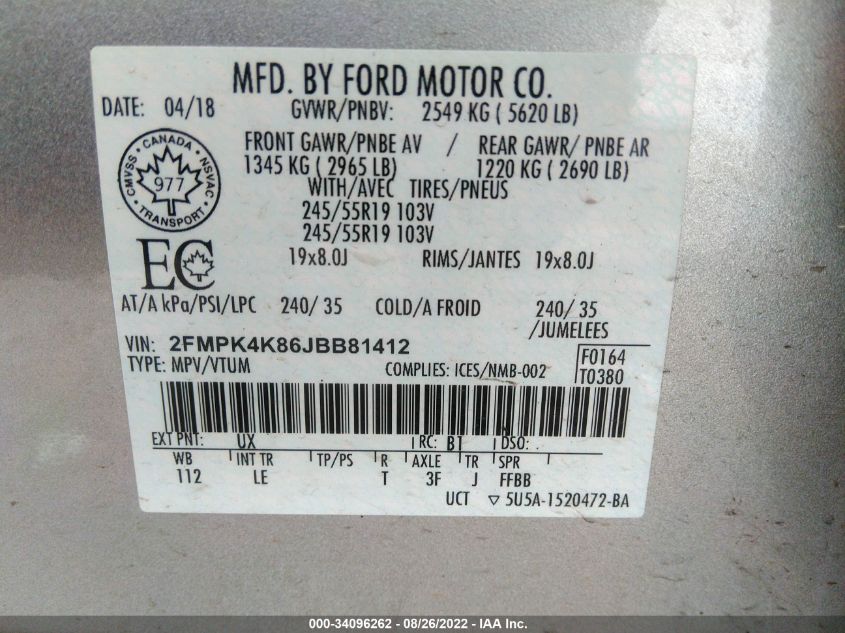 MFD. BY FORD MOTOR CO.
DATE: 04/18 GVWR/PNBV: 2549 KG ( 5620 LB)
FRONT GAWR/PNBE AV / REAR GAWR/ PNBE AR
1345 KG ( 2965 LB) 1220 KG ( 2690 LB)
WITH/AVEC TIRES/PNEUS
245/55R19 103V
245/55R19 103V
19x8.0J RIMS/JANTES 19x8.0J
CANADA
CMVSS • NSVAC
977
TRANSPORT
EC
AT/A kPa/PSI/LPC 240/ 35 COLD/A FROID 240/ 35
/JUMELEES
VIN: 2FMPK4K86JBB81412
TYPE: MPV/VTUM COMPLIES: ICES/NMB-002
F0164
T0380
EXT PNT: UX RC: B1 DSO: .
WB INT TR TP/PS R AXLE TR SPR
112 LE T 3F J FFBB
UCT ▽ 5U5A-1520472-BA
000-34096262 - 08/26/2022 - IAA Inc.